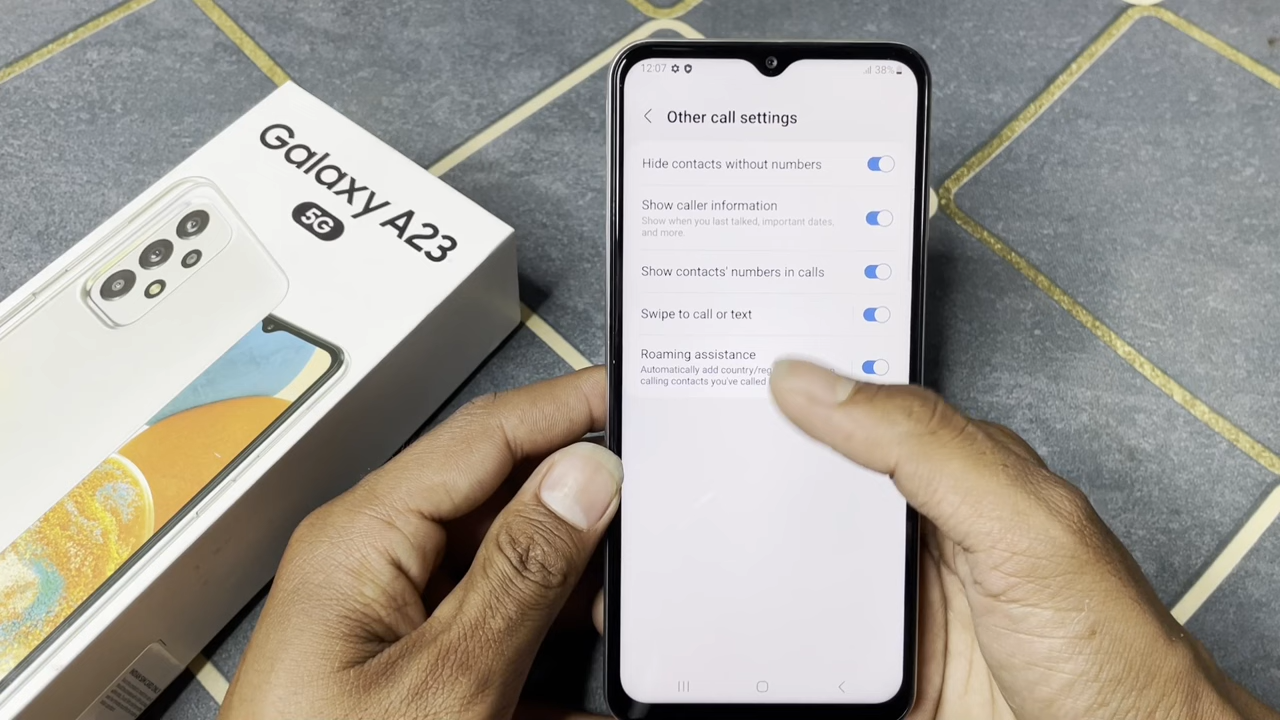 Galaxy A23
5G
12:07
38%
Other call settings
Hide contacts without numbers
Show caller information
Show when you last talked, important dates,
and more.
Show contacts' numbers in calls
Swipe to call or text
Roaming assistance
Automatically add country/reg
calling contacts you've called